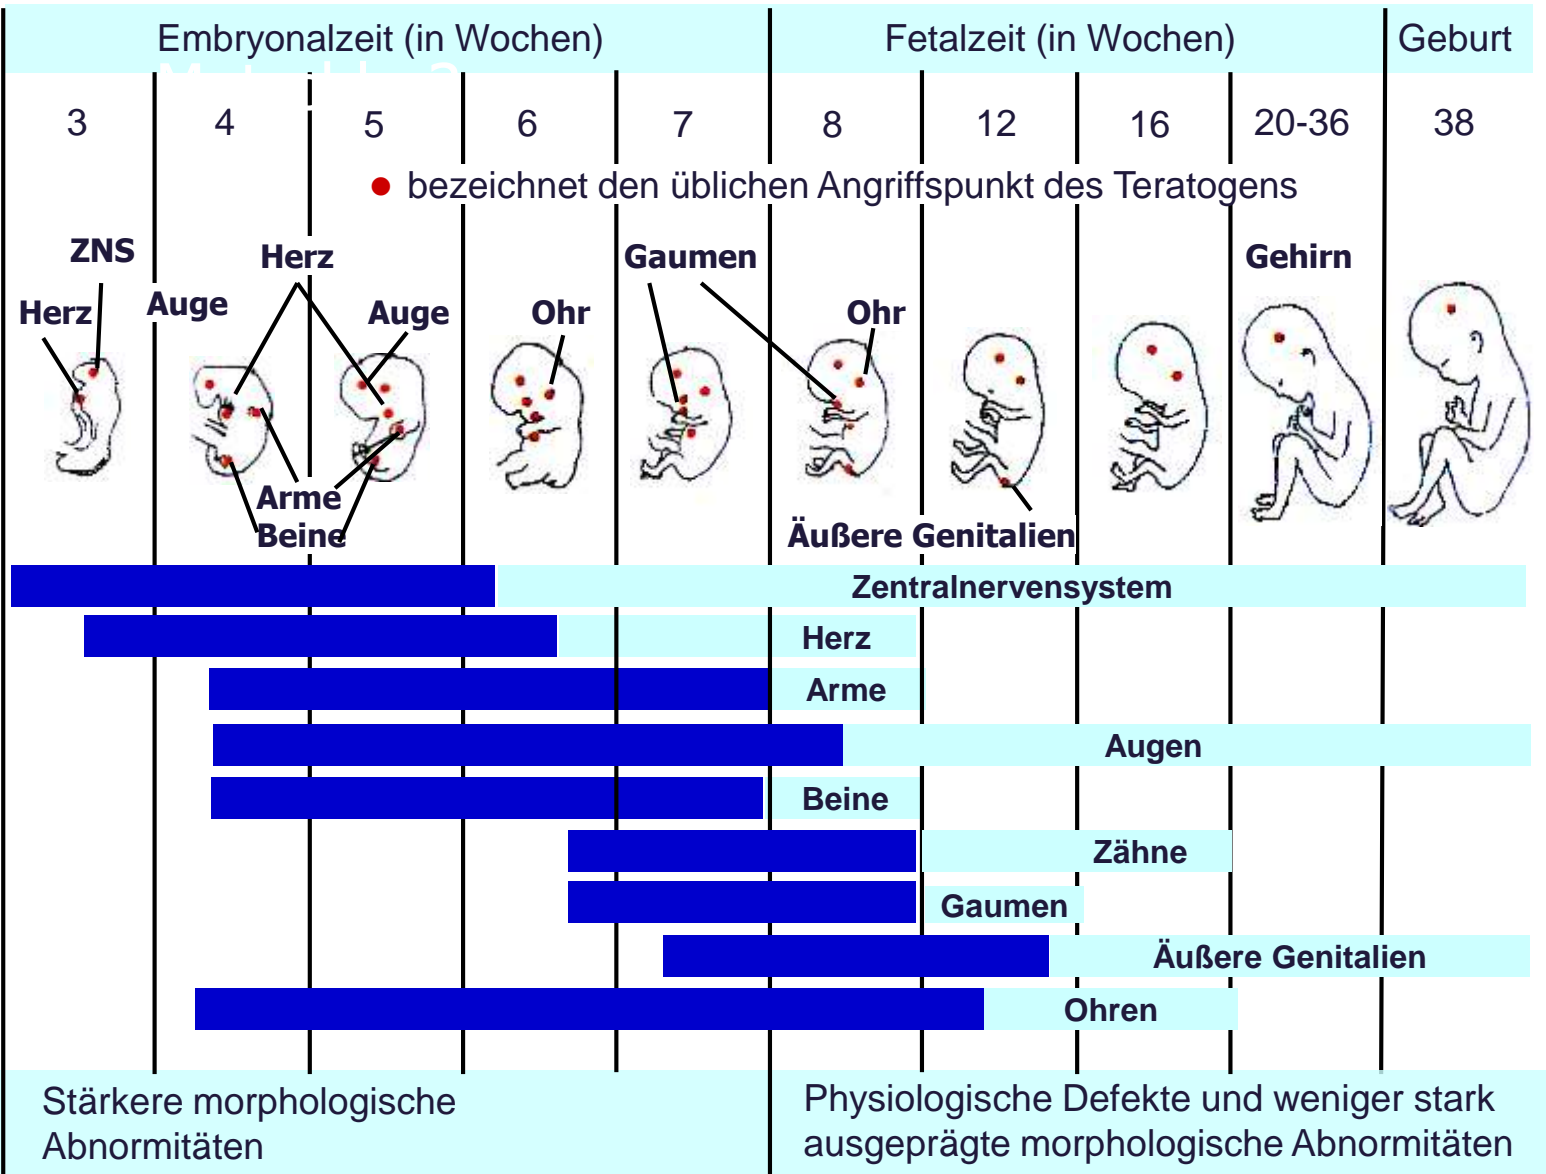 Embryonalzeit (in Wochen) Fetalzeit (in Wochen) Geburt
3 4 5 6 7 8 12 16 20-36 38
bezeichnet den üblichen Angriffspunkt des Teratogens
ZNS Herz Gaumen Gehirn
Herz Auge Auge Ohr Ohr
Arme
Beine Äußere Genitalien
Zentralnervensystem
Herz
Arme
Augen
Beine
Zähne
Gaumen
Äußere Genitalien
Ohren
Stärkere morphologische
Abnormitäten
Physiologische Defekte und weniger stark
ausgeprägte morphologische Abnormitäten